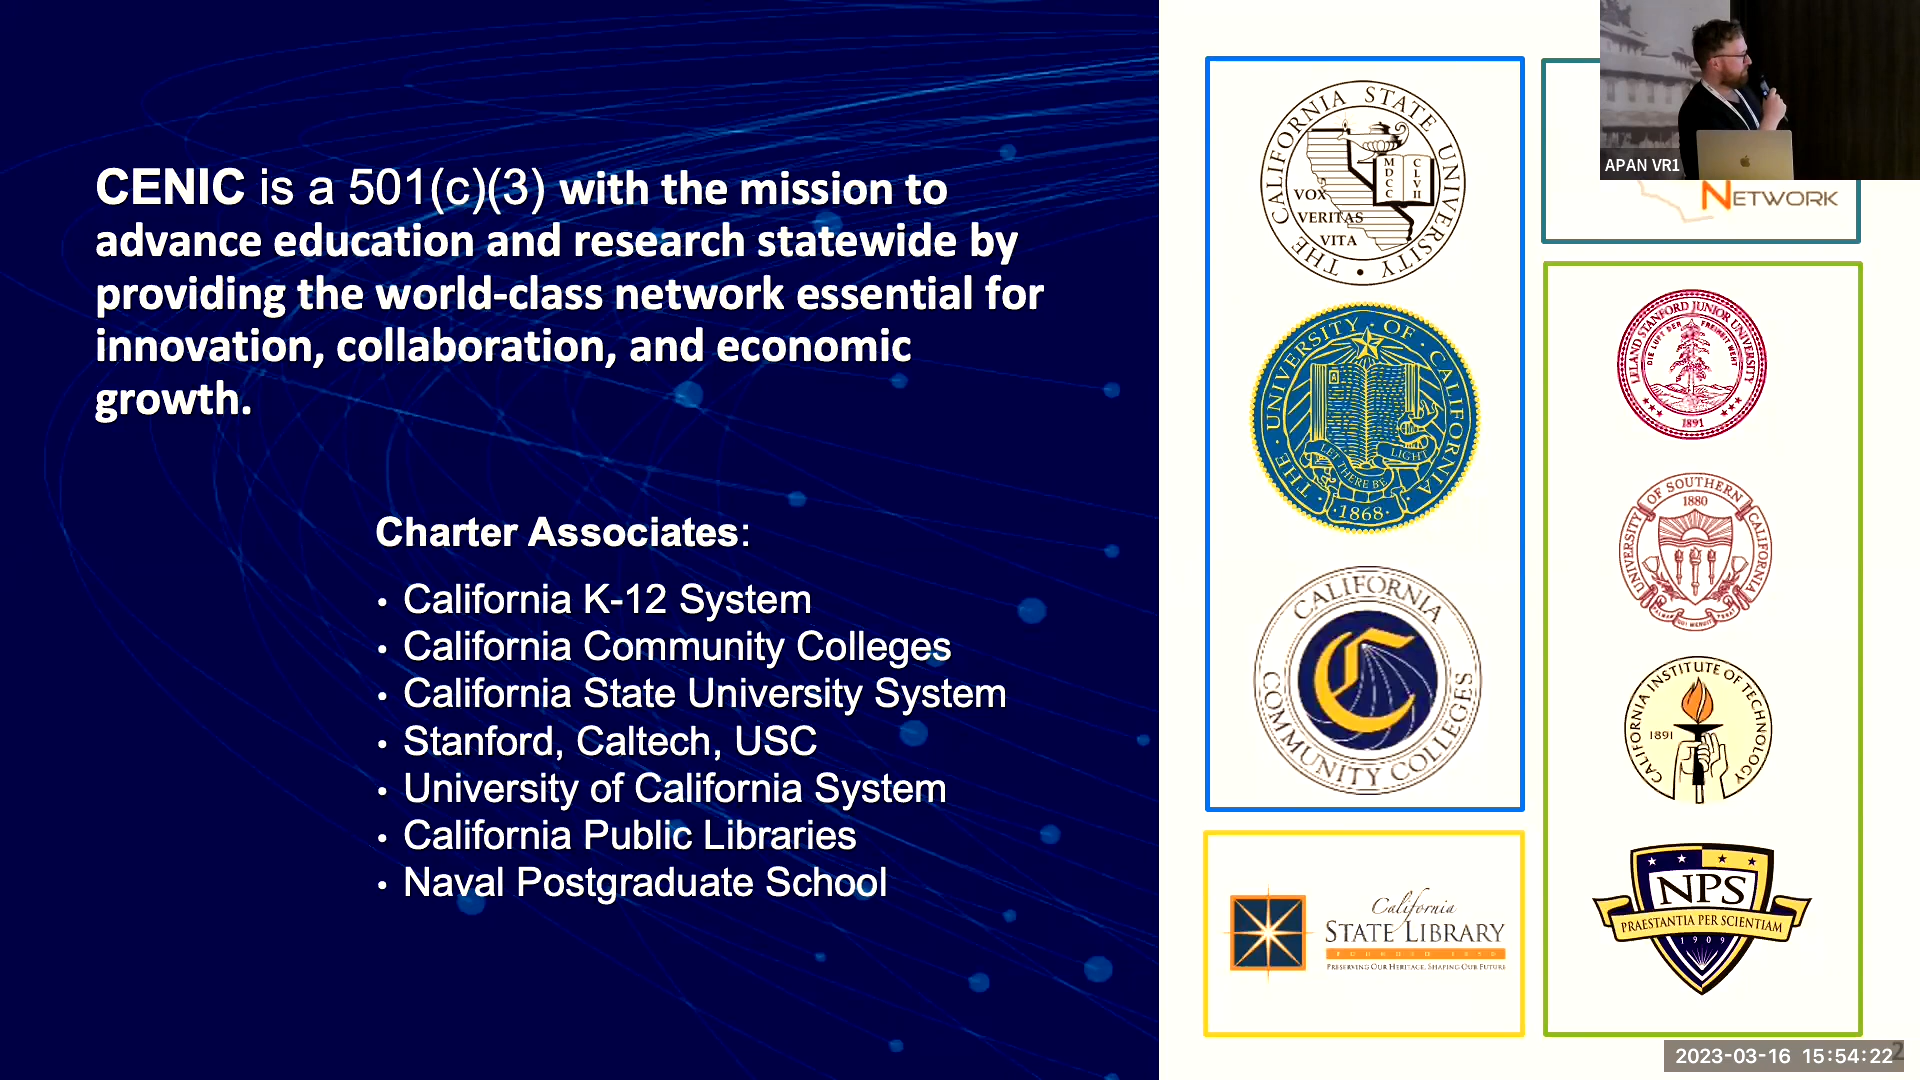 CENIC is a 501(c)(3) with the mission to
advance education and research statewide by
providing the world-class network essential for
innovation, collaboration, and economic
growth.
Charter Associates:
• California K-12 System
• California Community Colleges
• California State University System
• Stanford, Caltech, USC
• University of California System
• California Public Libraries
• Naval Postgraduate School
THE CALIFORNIA STATE UNIVERSITY
VOX
VERITAS
VITA
MDCCCLVII
·THE·UNIVERSITY·OF·CALIFORNIA·
LET THERE BE LIGHT
·1868·
CALIFORNIA
COMMUNITY COLLEGES
California
STATE LIBRARY
FOUNDED 1850
PRESERVING OUR HERITAGE, SHAPING OUR FUTURE
APAN VR1
NETWORK
LELAND STANFORD JUNIOR UNIVERSITY
DIE LUFT DER FREIHEIT WEHT
1891
UNIVERSITY OF SOUTHERN CALIFORNIA
1880
CALIFORNIA INSTITUTE OF TECHNOLOGY
1891
NPS
PRAESTANTIA PER SCIENTIAM
1909
2023-03-16 15:54:22
2